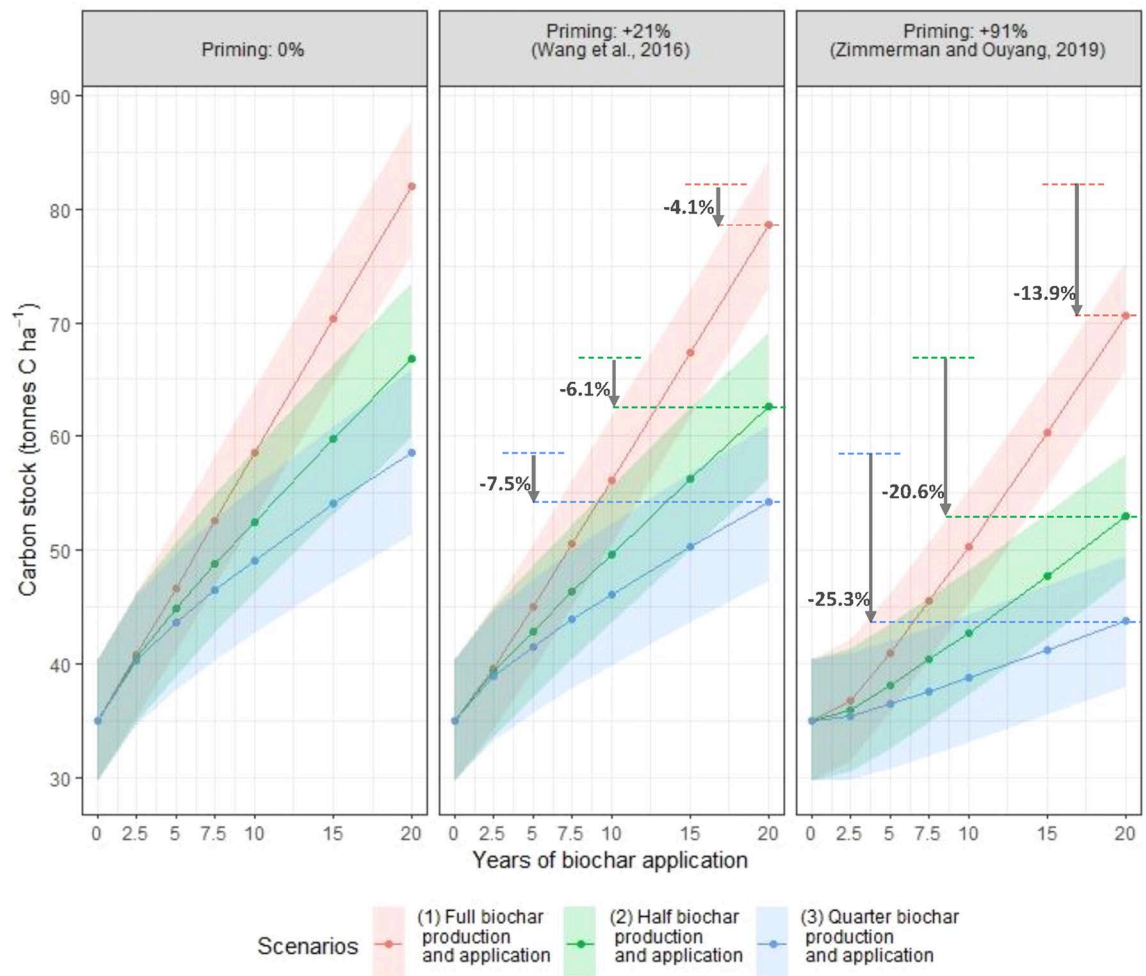 Priming: 0%
Priming: +21%
(Wang et al., 2016)
Priming: +91%
(Zimmerman and Ouyang, 2019)
Carbon stock (tonnes C ha⁻¹)
90
80
70
60
50
40
30
-4.1%
-6.1%
-7.5%
-13.9%
-20.6%
-25.3%
0 2.5 5 7.5 10 15 20
0 2.5 5 7.5 10 15 20
0 2.5 5 7.5 10 15 20
Years of biochar application
Scenarios
(1) Full biochar
production
and application
(2) Half biochar
production
and application
(3) Quarter biochar
production
and application